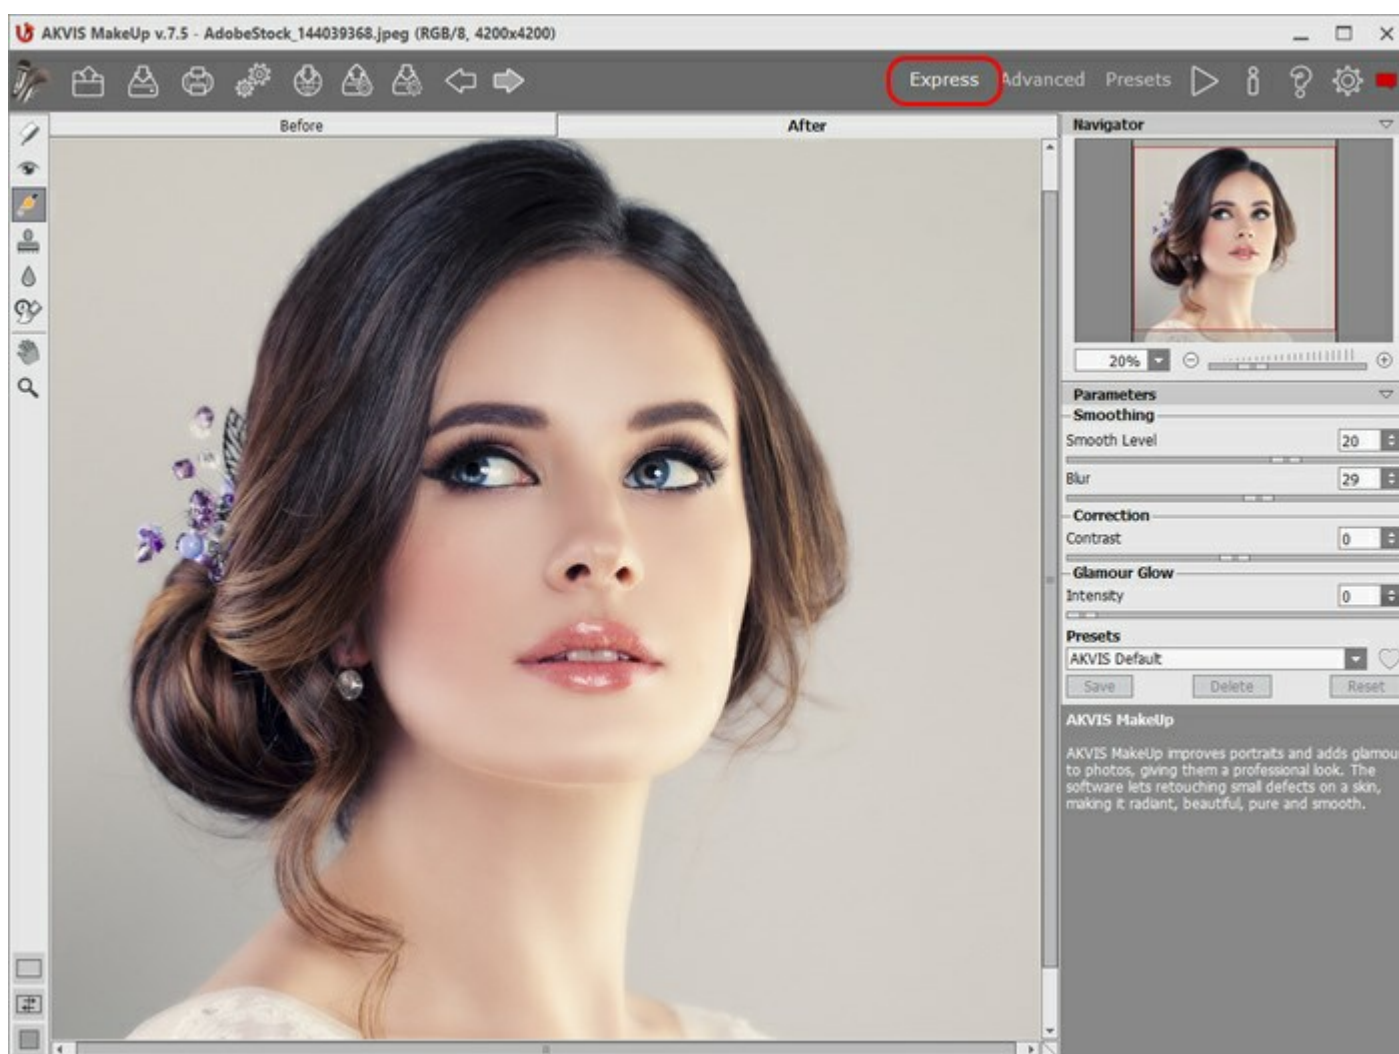 AKVIS MakeUp v.7.5 - AdobeStock_144039368.jpeg (RGB/8, 4200x4200)
Express Advanced Presets
Before After
Navigator
20%
Parameters
Smoothing
Smooth Level 20
Blur 29
Correction
Contrast 0
Glamour Glow
Intensity 0
Presets
AKVIS Default
Save Delete Reset
AKVIS MakeUp
AKVIS MakeUp improves portraits and adds glamou
to photos, giving them a professional look. The
software lets retouching small defects on a skin,
making it radiant, beautiful, pure and smooth.